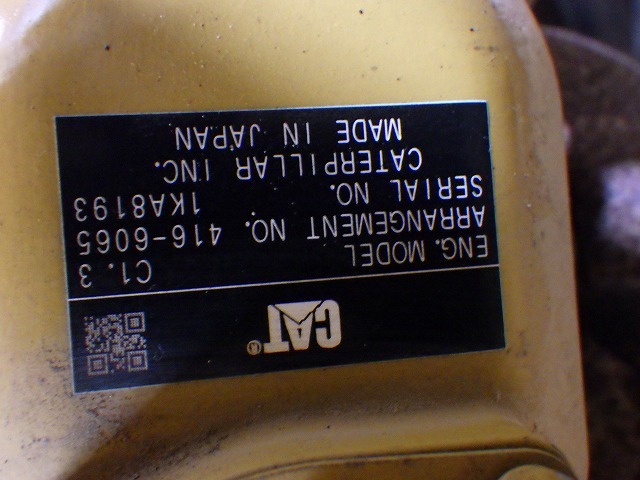 CAT®
ENG. MODEL C1.3
ARRANGEMENT NO. 416-6065
SERIAL NO. 1KA8193
CATERPILLAR INC.
MADE IN JAPAN